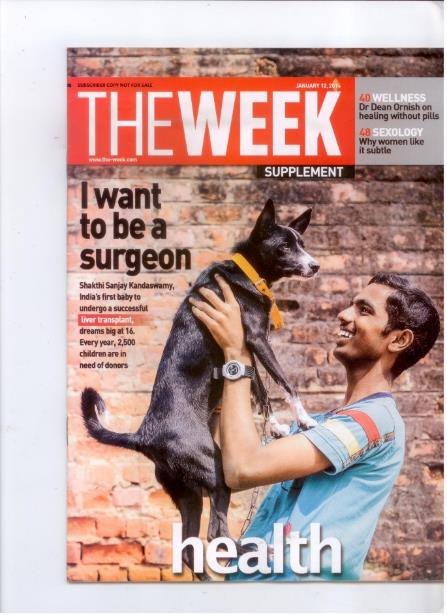 SUBSCRIBER COPY NOT FOR SALE
JANUARY 12, 2014
THE WEEK
www.the-week.com
SUPPLEMENT
40 WELLNESS
Dr Dean Ornish on
healing without pills
48 SEXOLOGY
Why women like
it subtle
I want
to be a
surgeon
Shakthi Sanjay Kandaswamy,
India's first baby to
undergo a successful
liver transplant,
dreams big at 16.
Every year, 2,500
children are in
need of donors
health